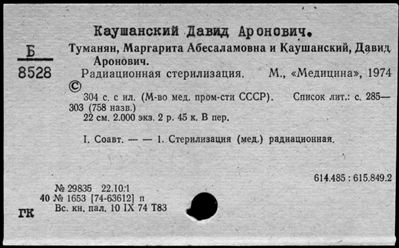 Каушанский Давид Аронович.
Б
8528
Туманян, Маргарита Абесаламовна и Каушанский, Давид
Аронович.
Радиационная стерилизация. М., «Медицина», 1974
©
304 с. с ил. (М-во мед. пром-сти СССР). Список лит.: с. 285—
303 (758 назв.)
22 см. 2.000 экз. 2 р. 45 к. В пер.
I. Соавт. — — 1. Стерилизация (мед.) радиационная.
614.485 : 615.849.2
№ 29835 22.10:1
40 № 1653 [74-63612] п
ГК
Вс. кн. пал. 10 IX 74 Т83